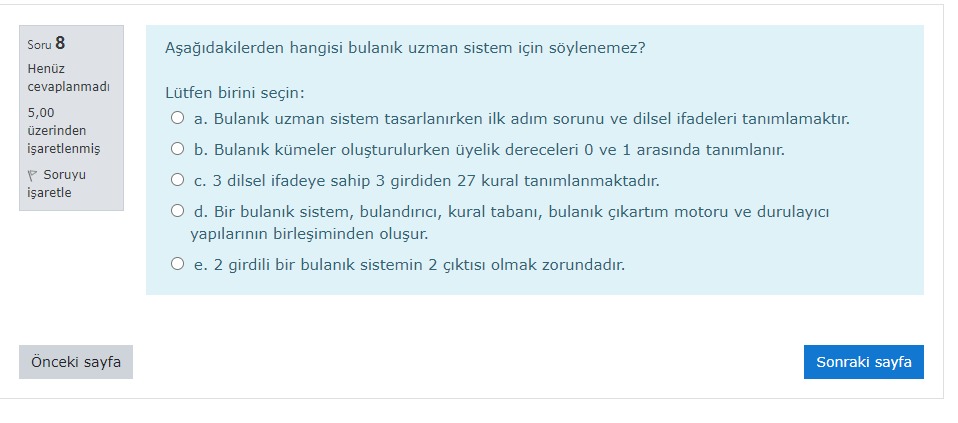 Soru 8
Henüz
cevaplanmadı
5,00
üzerinden
işaretlenmiş
Soruyu
işaretle
Aşağıdakilerden hangisi bulanık uzman sistem için söylenemez?
Lütfen birini seçin:
a. Bulanık uzman sistem tasarlanırken ilk adım sorunu ve dilsel ifadeleri tanımlamaktır.
b. Bulanık kümeler oluşturulurken üyelik dereceleri 0 ve 1 arasında tanımlanır.
c. 3 dilsel ifadeye sahip 3 girdiden 27 kural tanımlanmaktadır.
d. Bir bulanık sistem, bulandırıcı, kural tabanı, bulanık çıkartım motoru ve durulayıcı
yapılarının birleşiminden oluşur.
e. 2 girdili bir bulanık sistemin 2 çıktısı olmak zorundadır.
Önceki sayfa
Sonraki sayfa